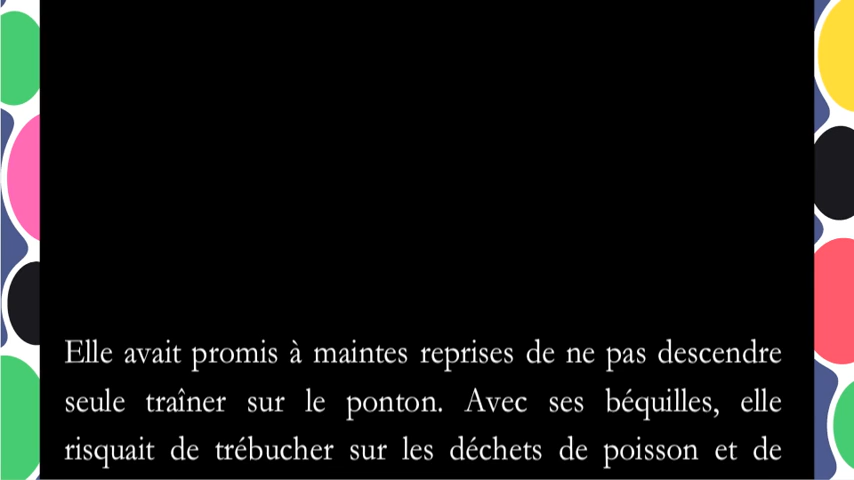 Elle avait promis à maintes reprises de ne pas descendre
seule traîner sur le ponton. Avec ses béquilles, elle
risquait de trébucher sur les déchets de poisson et de